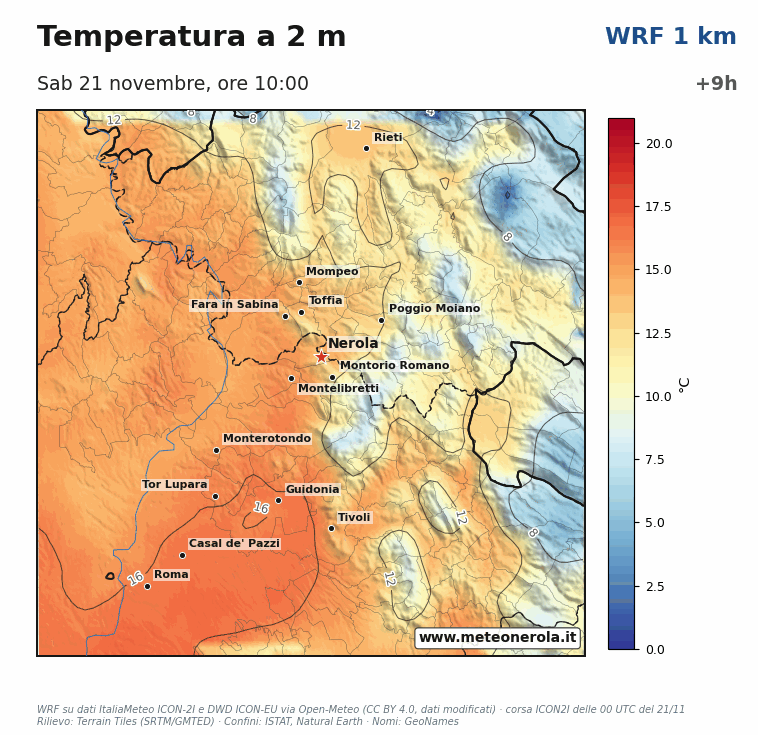 Temperatura a 2 m
WRF 1 km
Sab 21 novembre, ore 10:00
+9h
12
8
8
4
12
Rieti
20.0
17.5
8
Mompeo
15.0
Fara in Sabina
Toffia
Poggio Moiano
12.5
Nerola
Montorio Romano
Montelibretti
10.0
°C
Monterotondo
7.5
Tor Lupara
Guidonia
16
Tivoli
12
8
5.0
Casal de' Pazzi
16
Roma
12
2.5
www.meteonerola.it
0.0
WRF su dati ItaliaMeteo ICON-2I e DWD ICON-EU via Open-Meteo (CC BY 4.0, dati modificati) · corsa ICON2I delle 00 UTC del 21/11
Rilievo: Terrain Tiles (SRTM/GMTED) · Confini: ISTAT, Natural Earth · Nomi: GeoNames